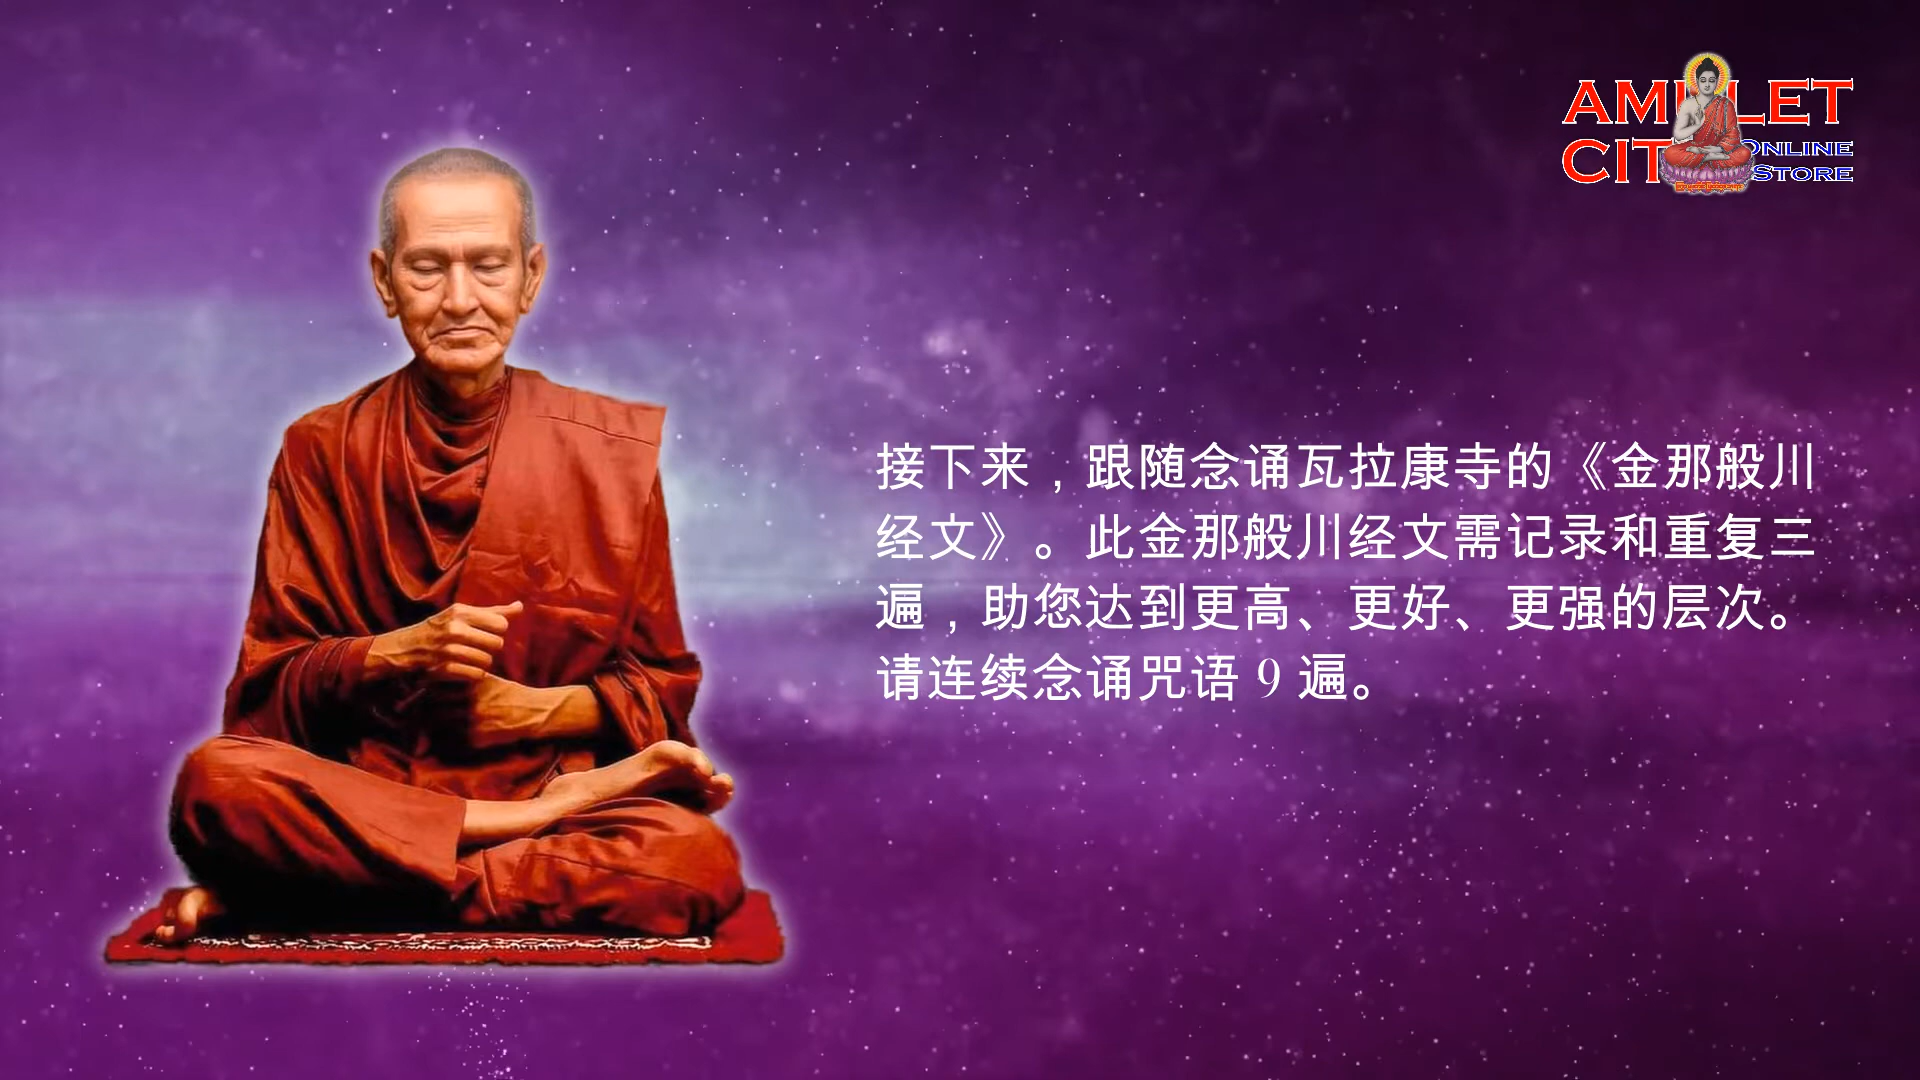 AMULET
CITY ONLINE
STORE
接下来，跟随念诵瓦拉康寺的《金那般川
经文》。此金那般川经文需记录和重复三
遍，助您达到更高、更好、更强的层次。
请连续念诵咒语 9 遍。